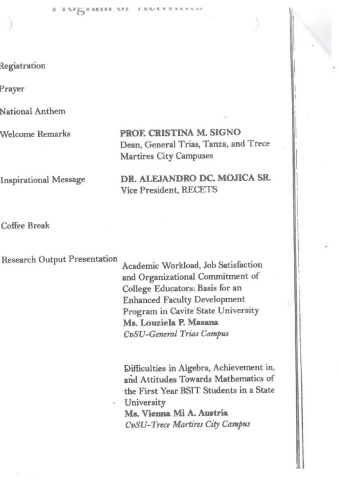 Program of Activities
Registration
Prayer
National Anthem
Welcome Remarks
PROF. CRISTINA M. SIGNO
Dean, General Trias, Tanza, and Trece
Martires City Campuses
Inspirational Message
DR. ALEJANDRO DC. MOJICA SR.
Vice President, RECETS
Coffee Break
Research Output Presentation
Academic Workload, Job Satisfaction
and Organizational Commitment of
College Educators: Basis for an
Enhanced Faculty Development
Program in Cavite State University
Ms. Louziela P. Masana
CvSU-General Trias Campus
Difficulties in Algebra, Achievement in,
and Attitudes Towards Mathematics of
the First Year BSIT Students in a State
University
Ms. Vienna Mi A. Austria
CvSU-Trece Martires City Campus